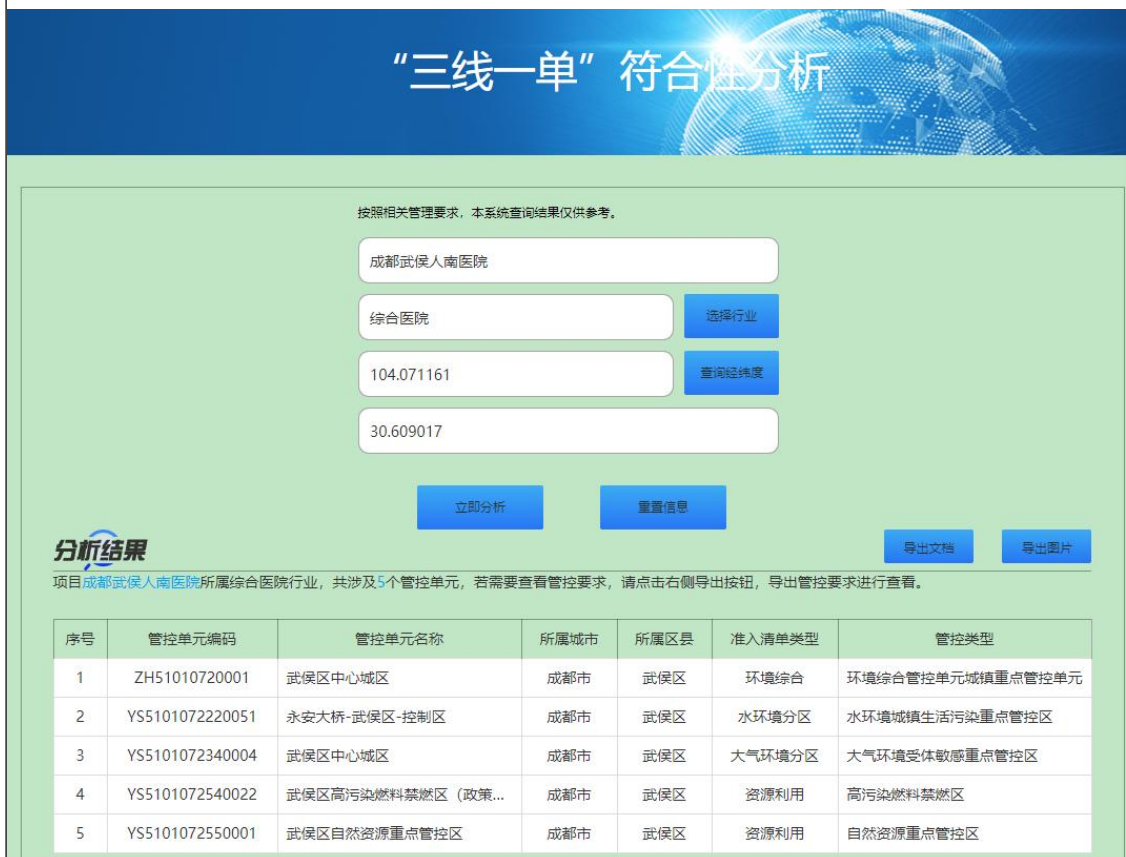 “三线一单”符合性分析
按照相关管理要求，本系统查询结果仅供参考。
成都武侯人南医院
综合医院 选择行业
104.071161 查询经纬度
30.609017
立即分析 重置信息
分析结果 导出文档 导出图片
项目成都武侯人南医院所属综合医院行业，共涉及5个管控单元，若需要查看管控要求，请点击右侧导出按钮，导出管控要求进行查看。
序号 管控单元编码 管控单元名称 所属城市 所属区县 准入清单类型 管控类型
1 ZH51010720001 武侯区中心城区 成都市 武侯区 环境综合 环境综合管控单元城镇重点管控单元
2 YS5101072220051 永安大桥-武侯区-控制区 成都市 武侯区 水环境分区 水环境城镇生活污染重点管控区
3 YS5101072340004 武侯区中心城区 成都市 武侯区 大气环境分区 大气环境受体敏感重点管控区
4 YS5101072540022 武侯区高污染燃料禁燃区（政策... 成都市 武侯区 资源利用 高污染燃料禁燃区
5 YS5101072550001 武侯区自然资源重点管控区 成都市 武侯区 资源利用 自然资源重点管控区